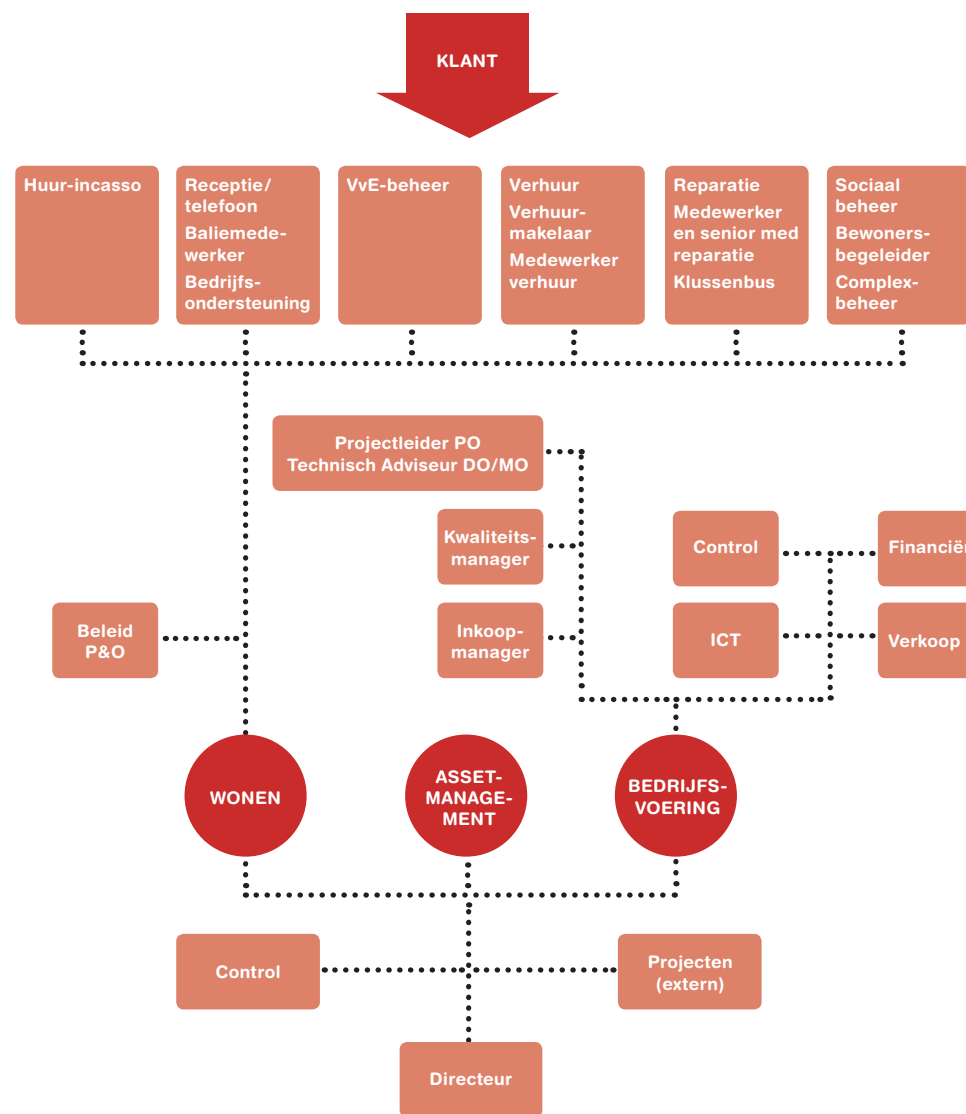 KLANT
Huur-incasso
Receptie/
telefoon
Baliemede-
werker
Bedrijfs-
ondersteuning
VvE-beheer
Verhuur
Verhuur-
makelaar
Medewerker
verhuur
Reparatie
Medewerker
en senior med
reparatie
Klussenbus
Sociaal
beheer
Bewoners-
begeleider
Complex-
beheer
Projectleider PO
Technisch Adviseur DO/MO
Kwaliteits-
manager
Control
Financiën
Beleid
P&O
Inkoop-
manager
ICT
Verkoop
WONEN
ASSET-
MANAGE-
MENT
BEDRIJFS-
VOERING
Control
Projecten
(extern)
Directeur